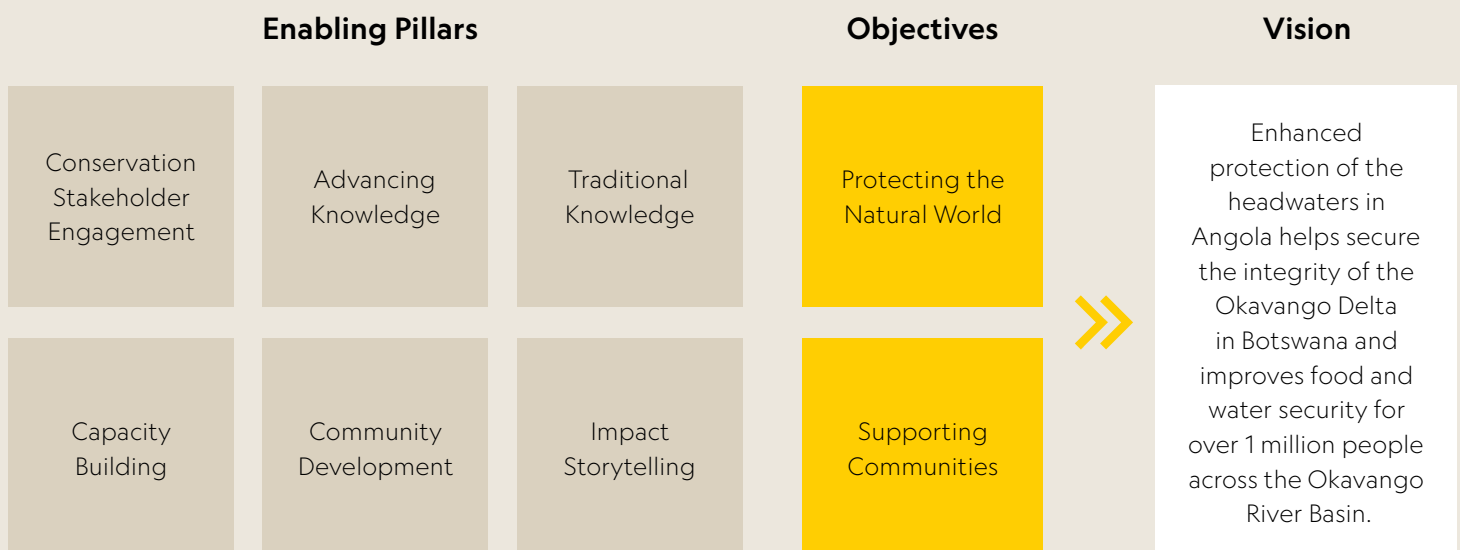 Enabling Pillars
Objectives
Vision
Conservation
Stakeholder
Engagement
Advancing
Knowledge
Traditional
Knowledge
Protecting the
Natural World
Capacity
Building
Community
Development
Impact
Storytelling
Supporting
Communities
Enhanced
protection of the
headwaters in
Angola helps secure
the integrity of the
Okavango Delta
in Botswana and
improves food and
water security for
over 1 million people
across the Okavango
River Basin.